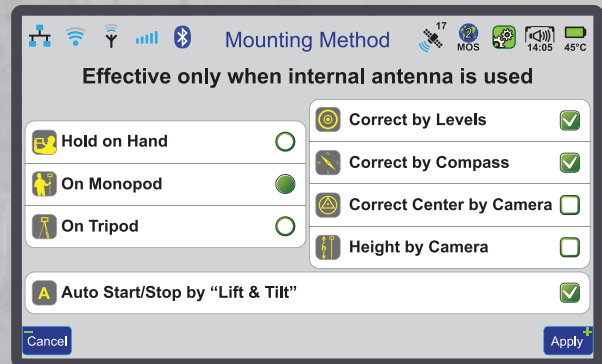 Mounting Method
17
MOS
14:05
45°C
Effective only when internal antenna is used
Hold on Hand
On Monopod
On Tripod
Correct by Levels
Correct by Compass
Correct Center by Camera
Height by Camera
h
A Auto Start/Stop by “Lift & Tilt”
− Cancel
Apply +